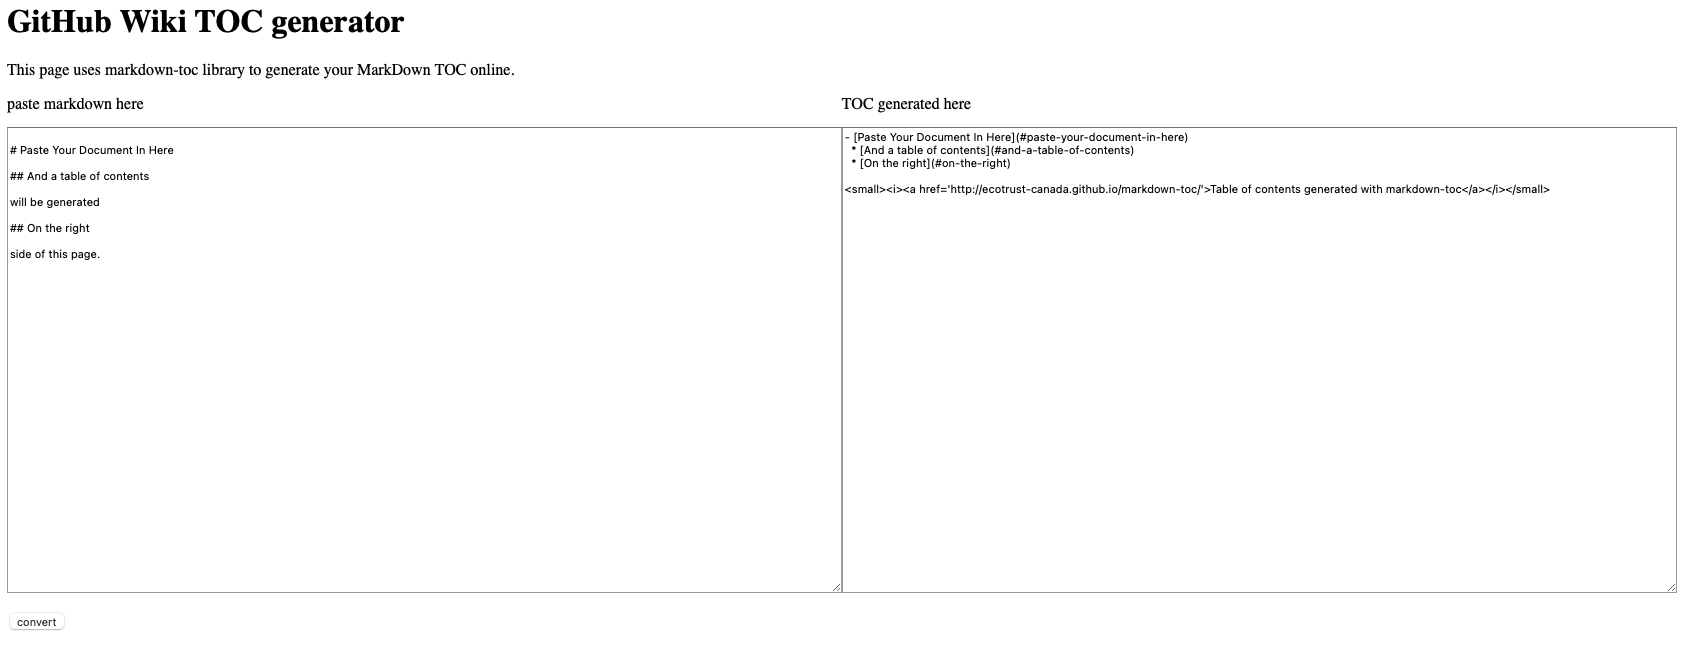 GitHub Wiki TOC generator
This page uses markdown-toc library to generate your MarkDown TOC online.
paste markdown here
# Paste Your Document In Here
## And a table of contents
will be generated
## On the right
side of this page.
TOC generated here
- [Paste Your Document In Here](#paste-your-document-in-here)
  * [And a table of contents](#and-a-table-of-contents)
  * [On the right](#on-the-right)
<small><i><a href='http://ecotrust-canada.github.io/markdown-toc/'>Table of contents generated with markdown-toc</a></i></small>
convert